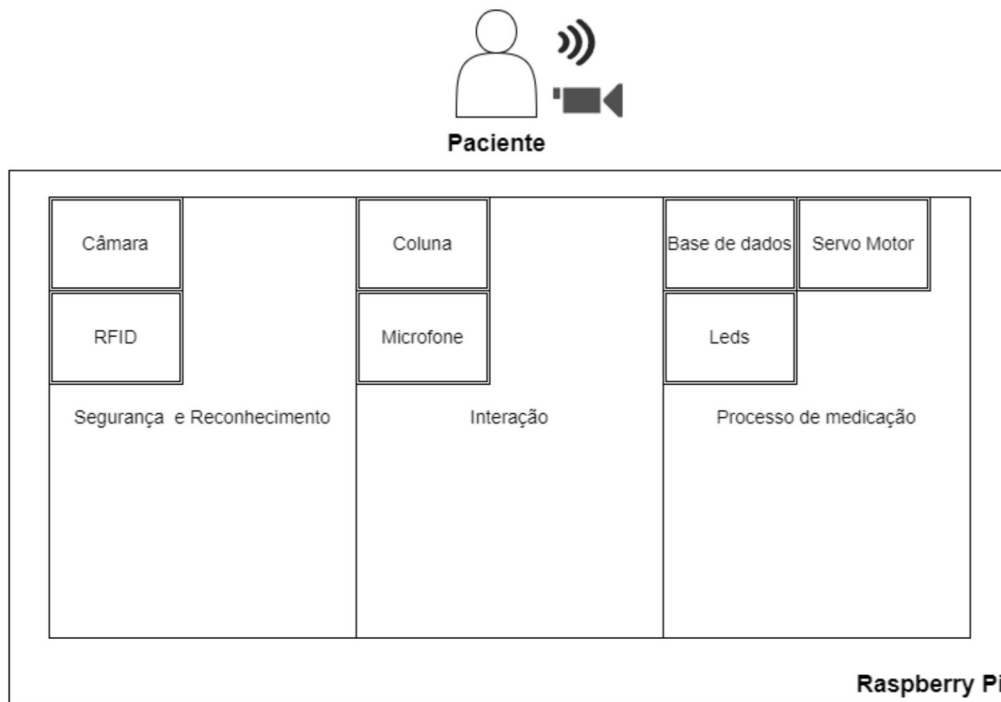 Paciente
Câmara
Coluna
Base de dados
Servo Motor
RFID
Microfone
Leds
Segurança e Reconhecimento
Interação
Processo de medicação
Raspberry Pi